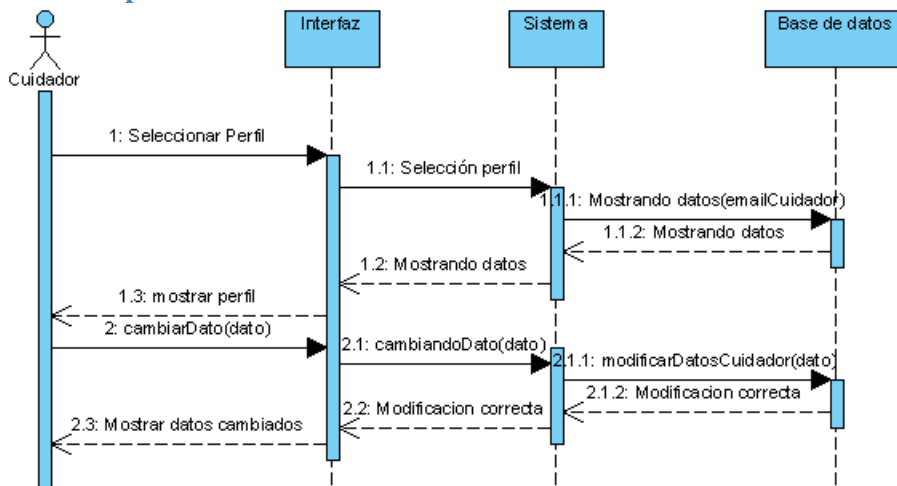 Cuidador
Interfaz
Sistema
Base de datos
1: Seleccionar Perfil
1.1: Selección perfil
1.1.1: Mostrando datos(emailCuidador)
1.1.2: Mostrando datos
1.2: Mostrando datos
1.3: mostrar perfil
2: cambiarDato(dato)
2.1: cambiandoDato(dato)
2.1.1: modificarDatosCuidador(dato)
2.1.2: Modificacion correcta
2.2: Modificacion correcta
2.3: Mostrar datos cambiados